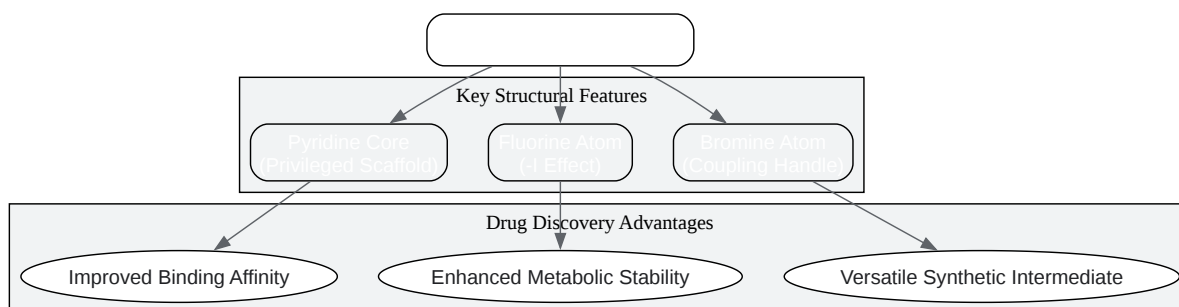 Key Structural Features
Pyridine Core
(Privileged Scaffold)
Fluorine Atom
(-I Effect)
Bromine Atom
(Coupling Handle)
Drug Discovery Advantages
Improved Binding Affinity
Enhanced Metabolic Stability
Versatile Synthetic Intermediate